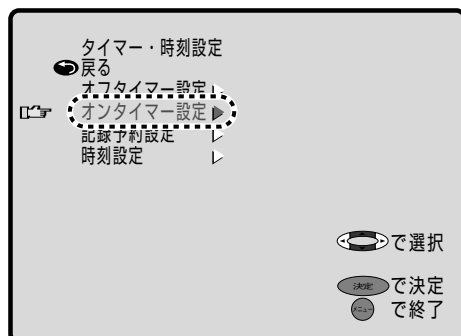 タイマー・時刻設定
戻る
オフタイマー設定
オンタイマー設定
記録予約設定
時刻設定
で選択
決定 で決定
メニュー で終了